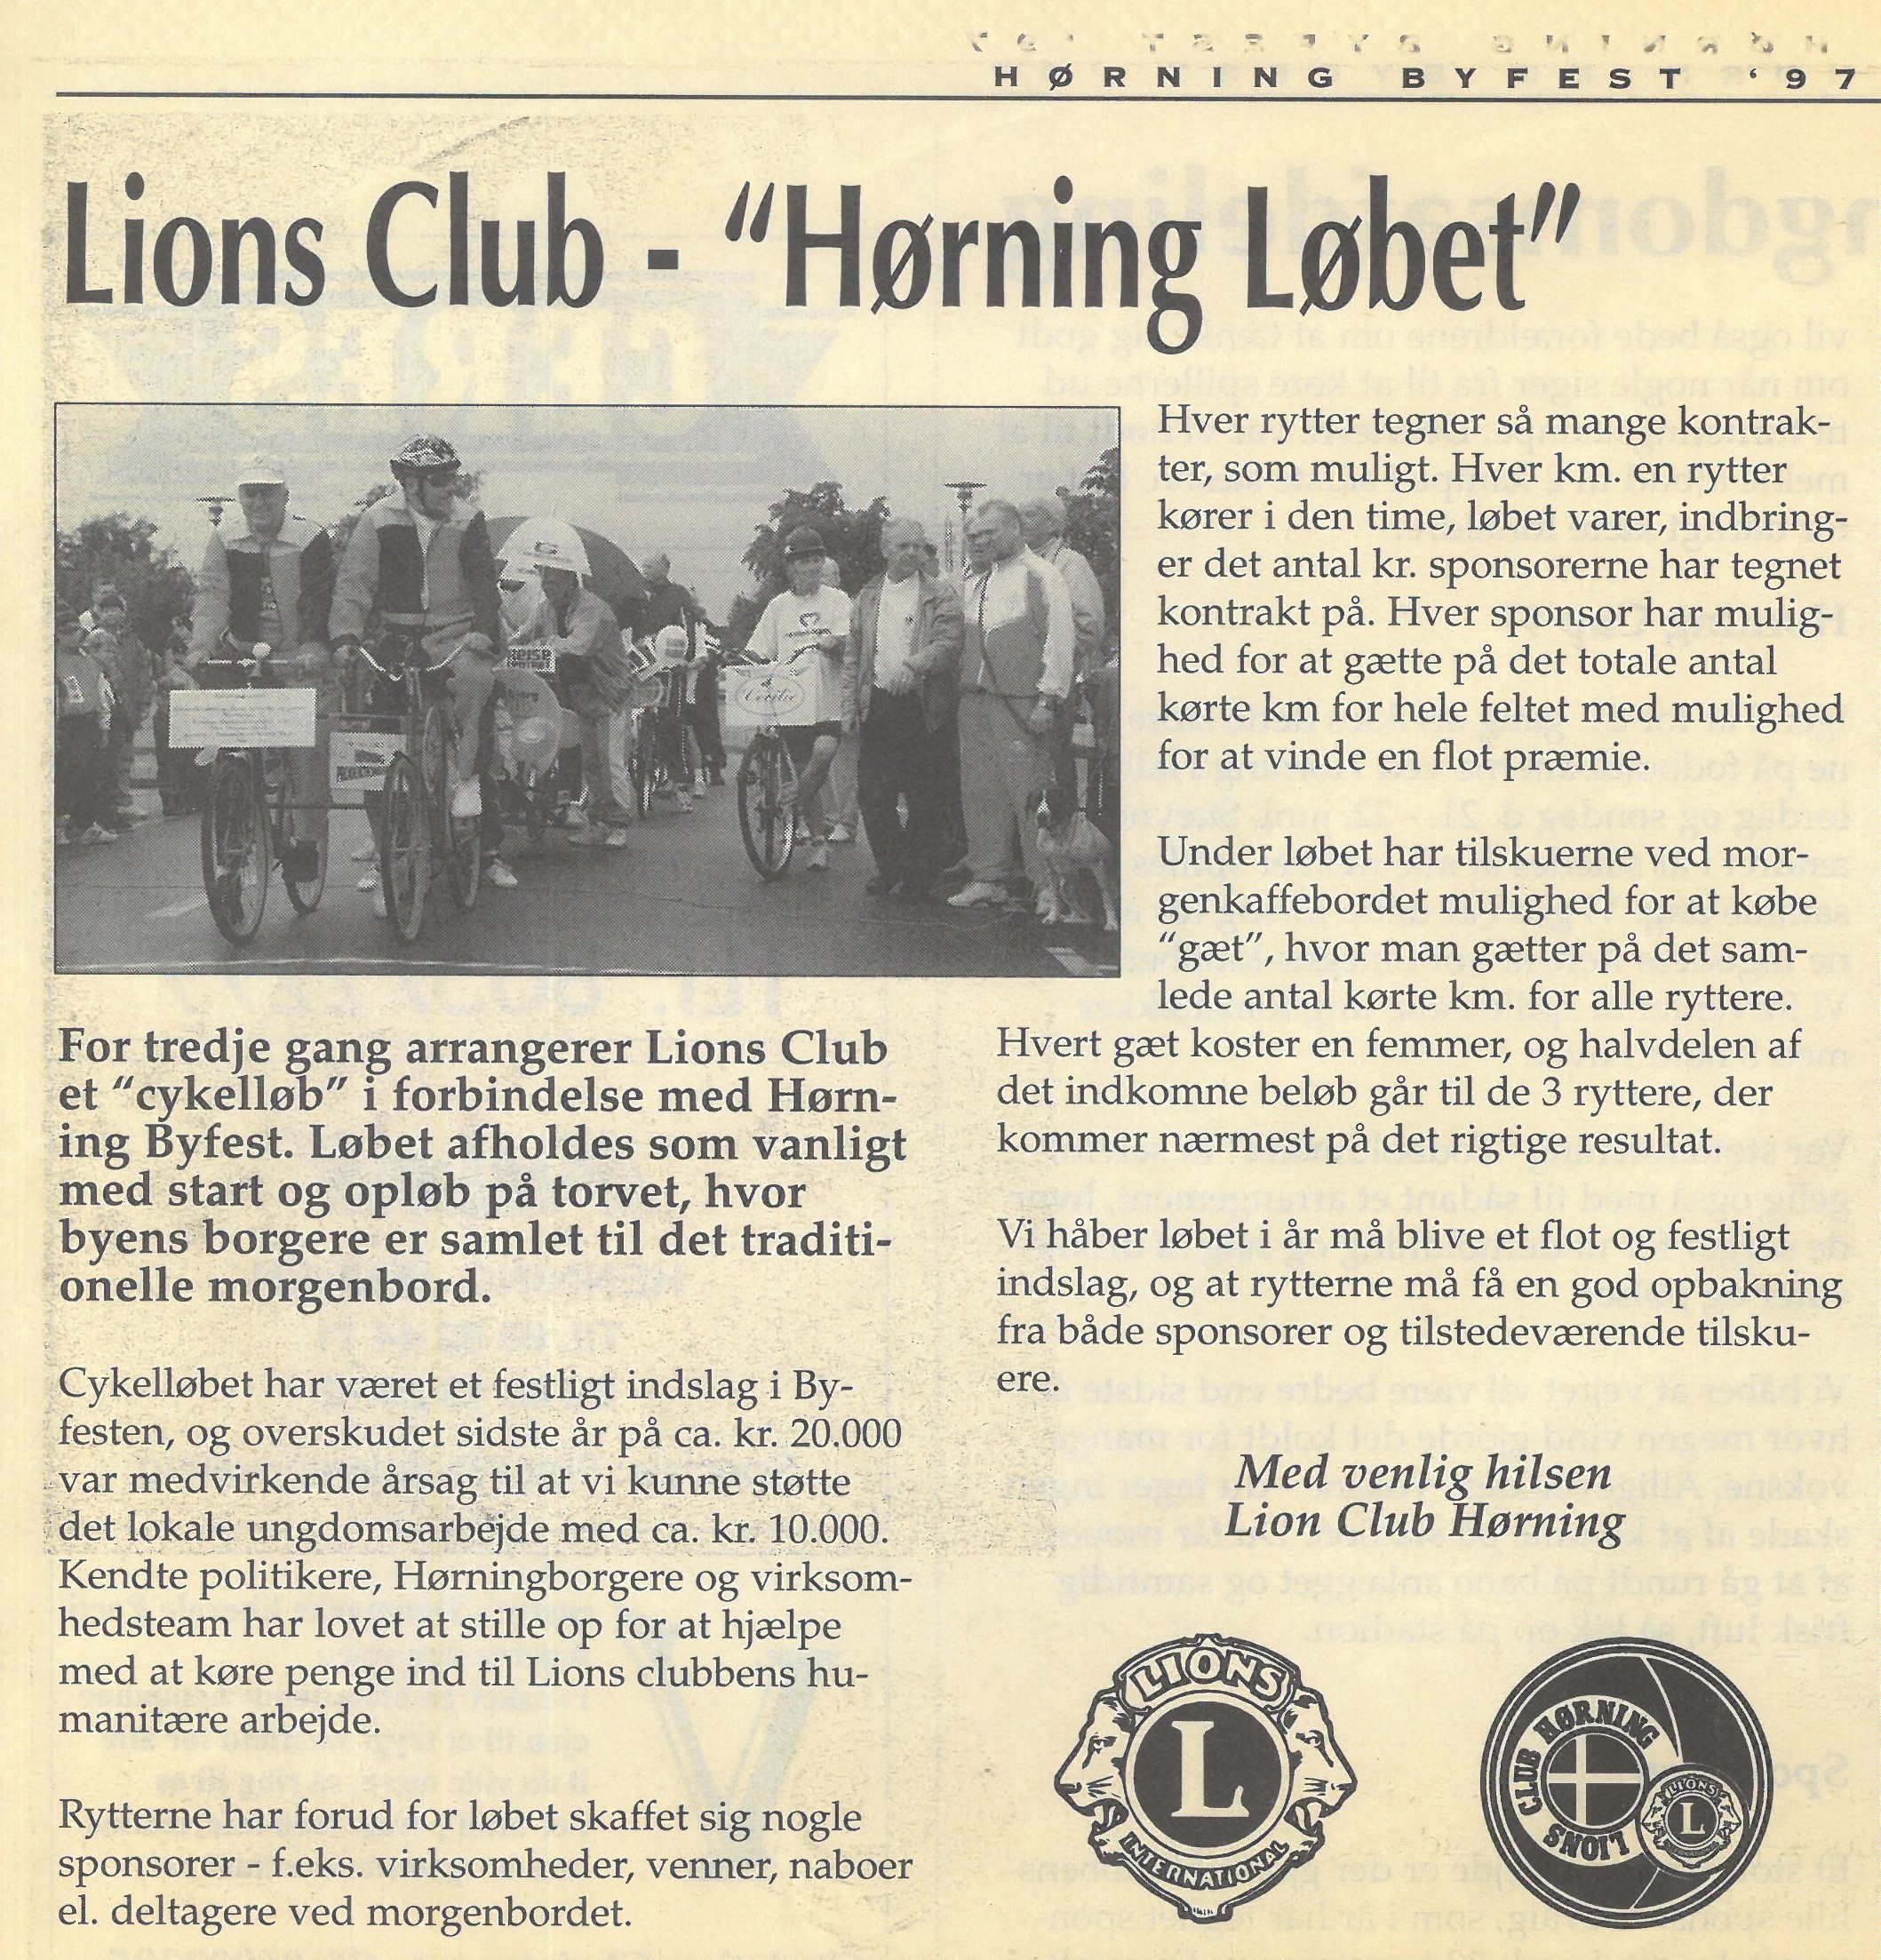 HØRNING BYFEST ‘97
Lions Club - “Hørning Løbet”
For tredje gang arrangerer Lions Club
et “cykelløb” i forbindelse med Hørn-
ing Byfest. Løbet afholdes som vanligt
med start og opløb på torvet, hvor
byens borgere er samlet til det traditi-
onelle morgenbord.
Cykelløbet har været et festligt indslag i By-
festen, og overskudet sidste år på ca. kr. 20.000
var medvirkende årsag til at vi kunne støtte
det lokale ungdomsarbejde med ca. kr. 10.000.
Kendte politikere, Hørningborgere og virksom-
hedsteam har lovet at stille op for at hjælpe
med at køre penge ind til Lions clubbens hu-
manitære arbejde.
Rytterne har forud for løbet skaffet sig nogle
sponsorer - f.eks. virksomheder, venner, naboer
el. deltagere ved morgenbordet.
Hver rytter tegner så mange kontrak-
ter, som muligt. Hver km. en rytter
kører i den time, løbet varer, indbring-
er det antal kr. sponsorerne har tegnet
kontrakt på. Hver sponsor har mulig-
hed for at gætte på det totale antal
kørte km for hele feltet med mulighed
for at vinde en flot præmie.
Under løbet har tilskuerne ved mor-
genkaffebordet mulighed for at købe
“gæt”, hvor man gætter på det sam-
lede antal kørte km. for alle ryttere.
Hvert gæt koster en femmer, og halvdelen af
det indkomne beløb går til de 3 ryttere, der
kommer nærmest på det rigtige resultat.
Vi håber løbet i år må blive et flot og festligt
indslag, og at rytterne må få en god opbakning
fra både sponsorer og tilstedeværende tilsku-
ere.
Med venlig hilsen
Lion Club Hørning
LIONS
L
INTERNATIONAL
LIONS CLUB HØRNING
LIONS
L